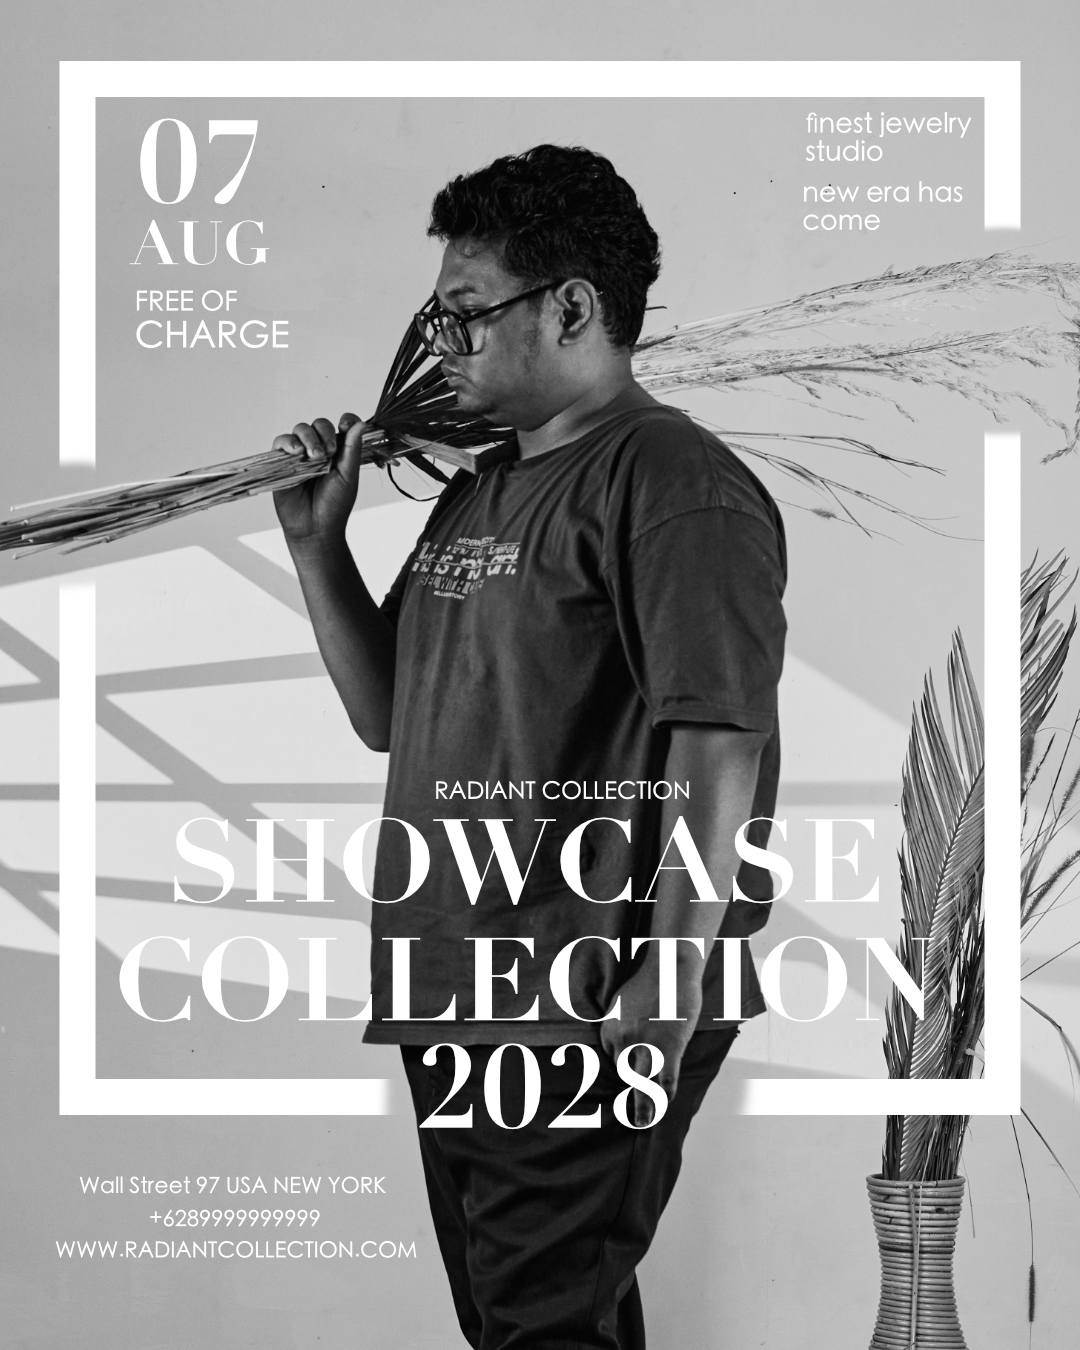 07
AUG
FREE OF
CHARGE
finest jewelry
studio
new era has
come
RADIANT COLLECTION
SHOWCASE
COLLECTION
2028
Wall Street 97 USA NEW YORK
+6289999999999
WWW.RADIANTCOLLECTION.COM